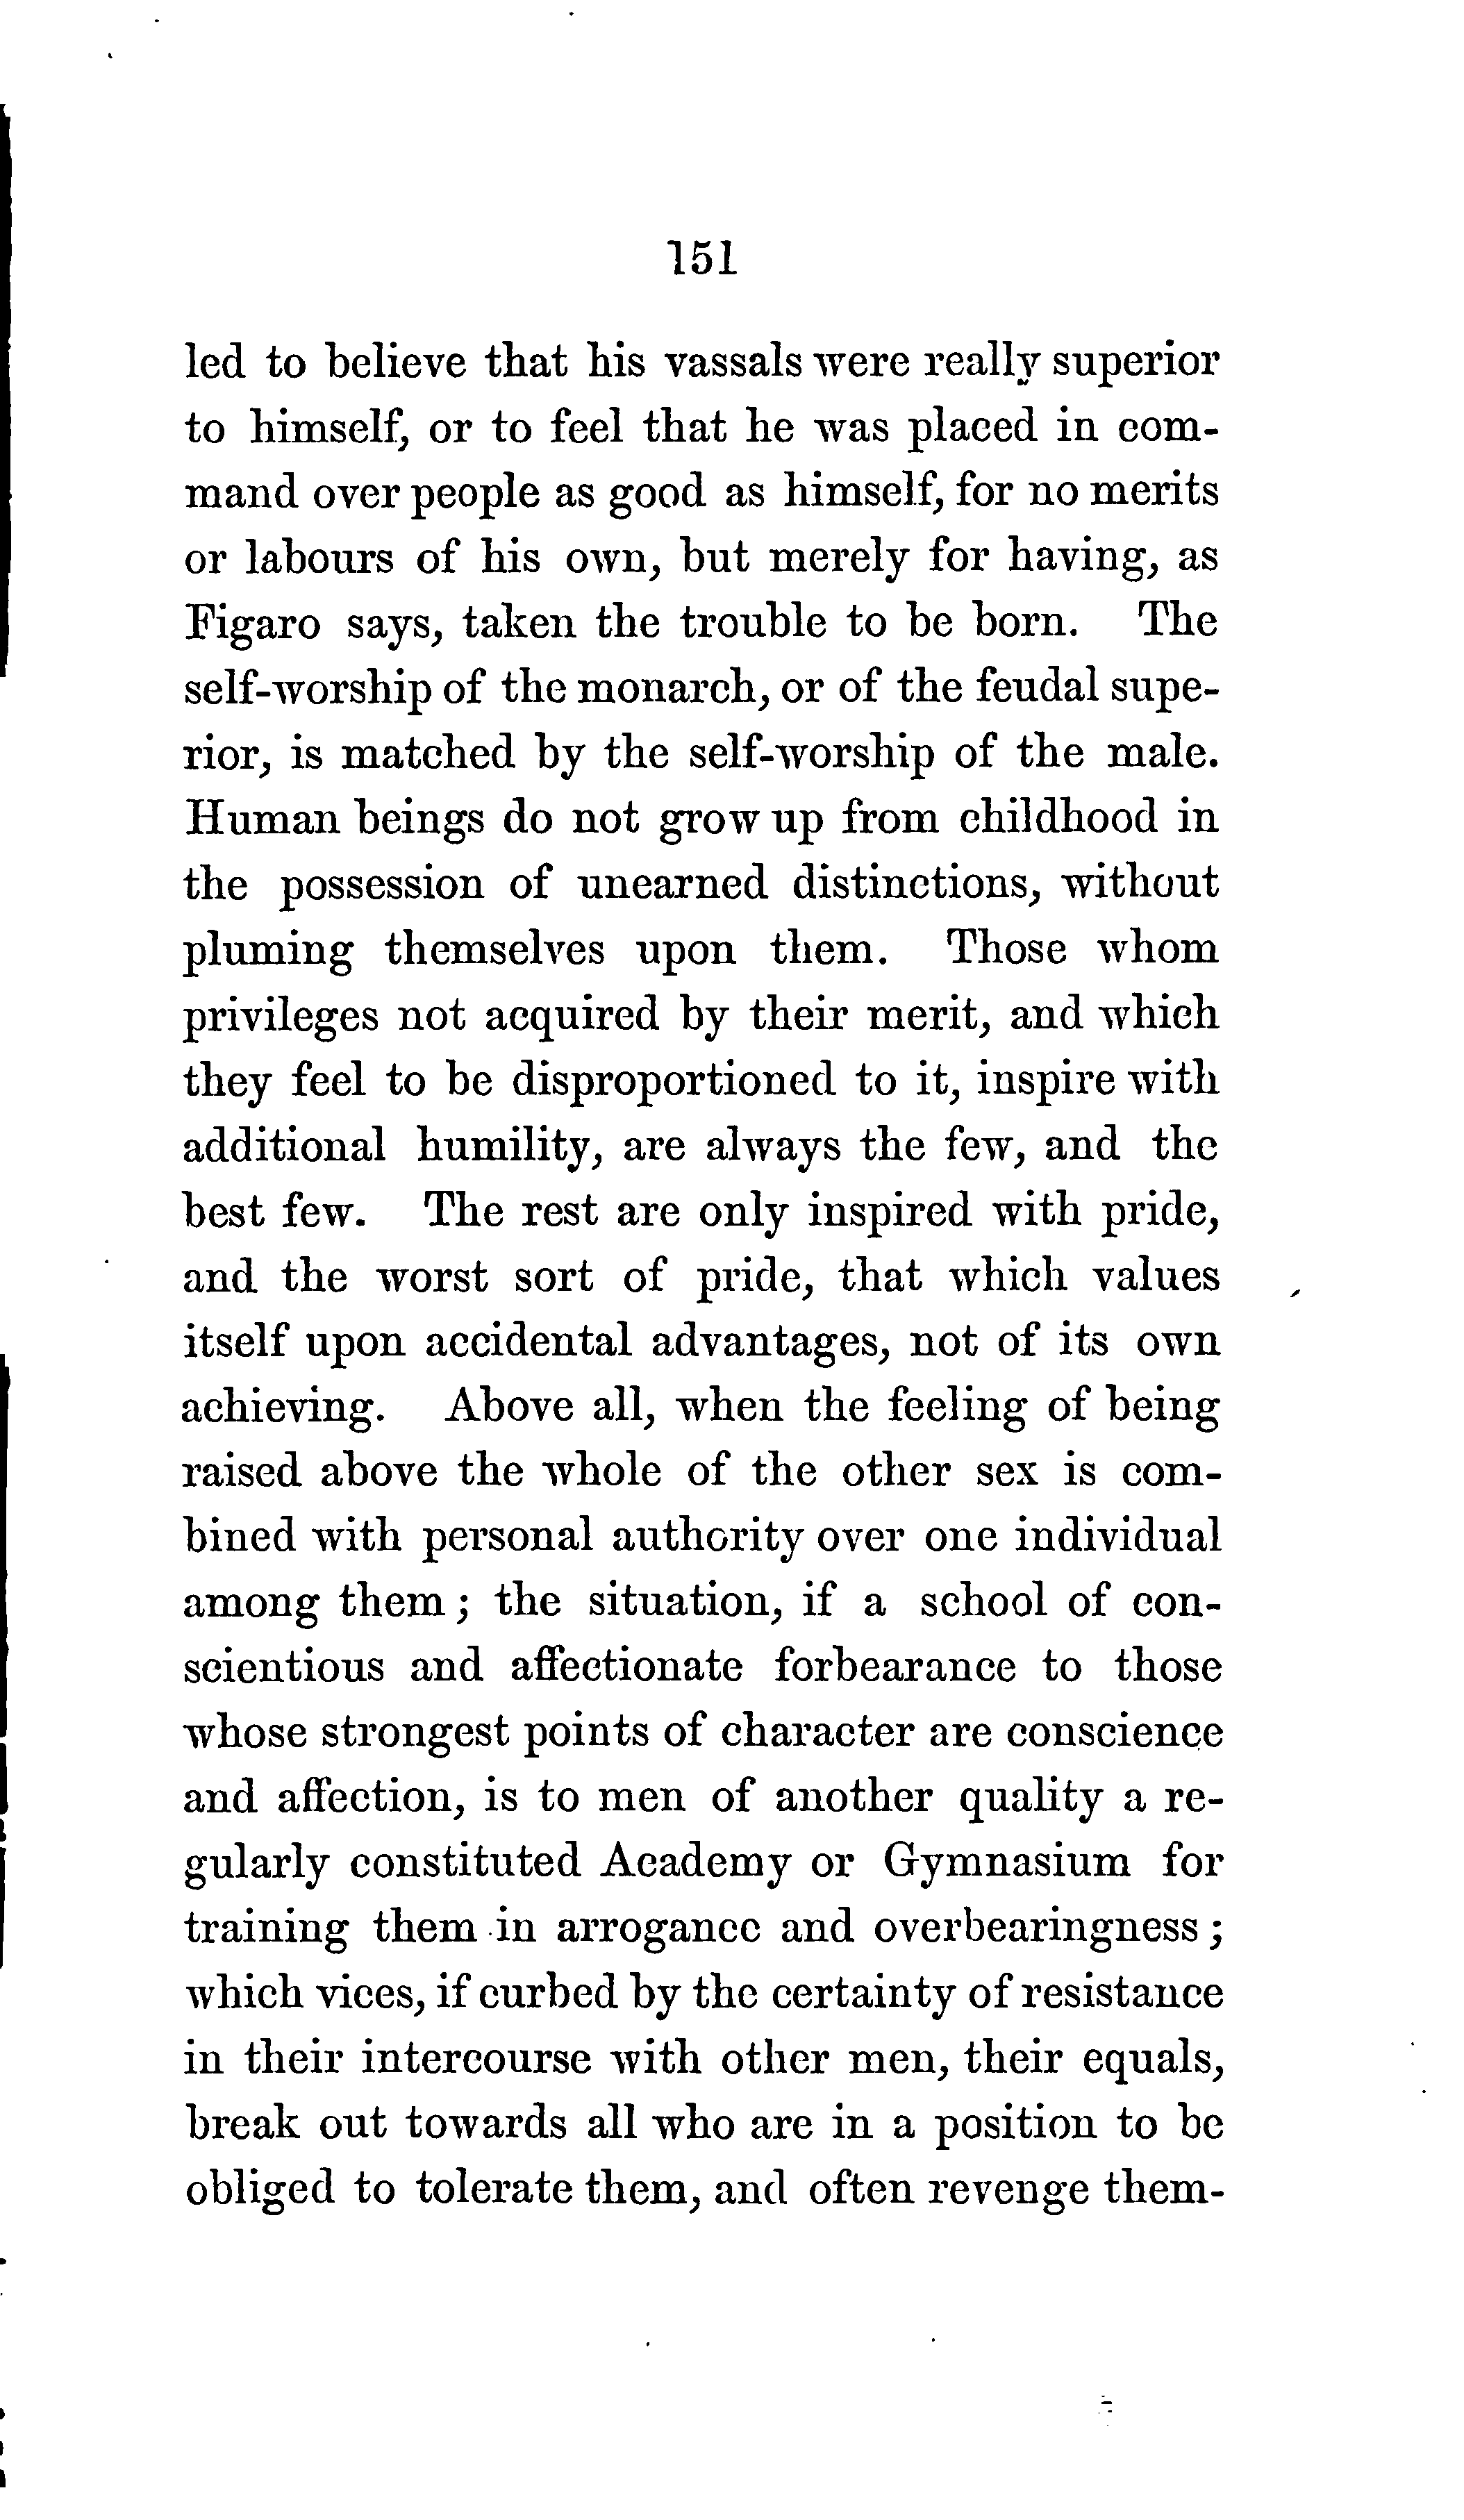 151
led to believe that his vassals were really superior
to himself, or to feel that he was placed in com-
mand over people as good as himself, for no merits
or labours of his own, but merely for having, as
Figaro says, taken the trouble to be born. The
self-worship of the monarch, or of the feudal supe-
rior, is matched by the self-worship of the male.
Human beings do not grow up from childhood in
the possession of unearned distinctions, without
pluming themselves upon them. Those whom
privileges not acquired by their merit, and which
they feel to be disproportioned to it, inspire with
additional humility, are always the few, and the
best few. The rest are only inspired with pride,
and the worst sort of pride, that which values
itself upon accidental advantages, not of its own
achieving. Above all, when the feeling of being
raised above the whole of the other sex is com-
bined with personal authority over one individual
among them; the situation, if a school of con-
scientious and affectionate forbearance to those
whose strongest points of character are conscience
and affection, is to men of another quality a re-
gularly constituted Academy or Gymnasium for
training them in arrogance and overbearingness;
which vices, if curbed by the certainty of resistance
in their intercourse with other men, their equals,
break out towards all who are in a position to be
obliged to tolerate them, and often revenge them-